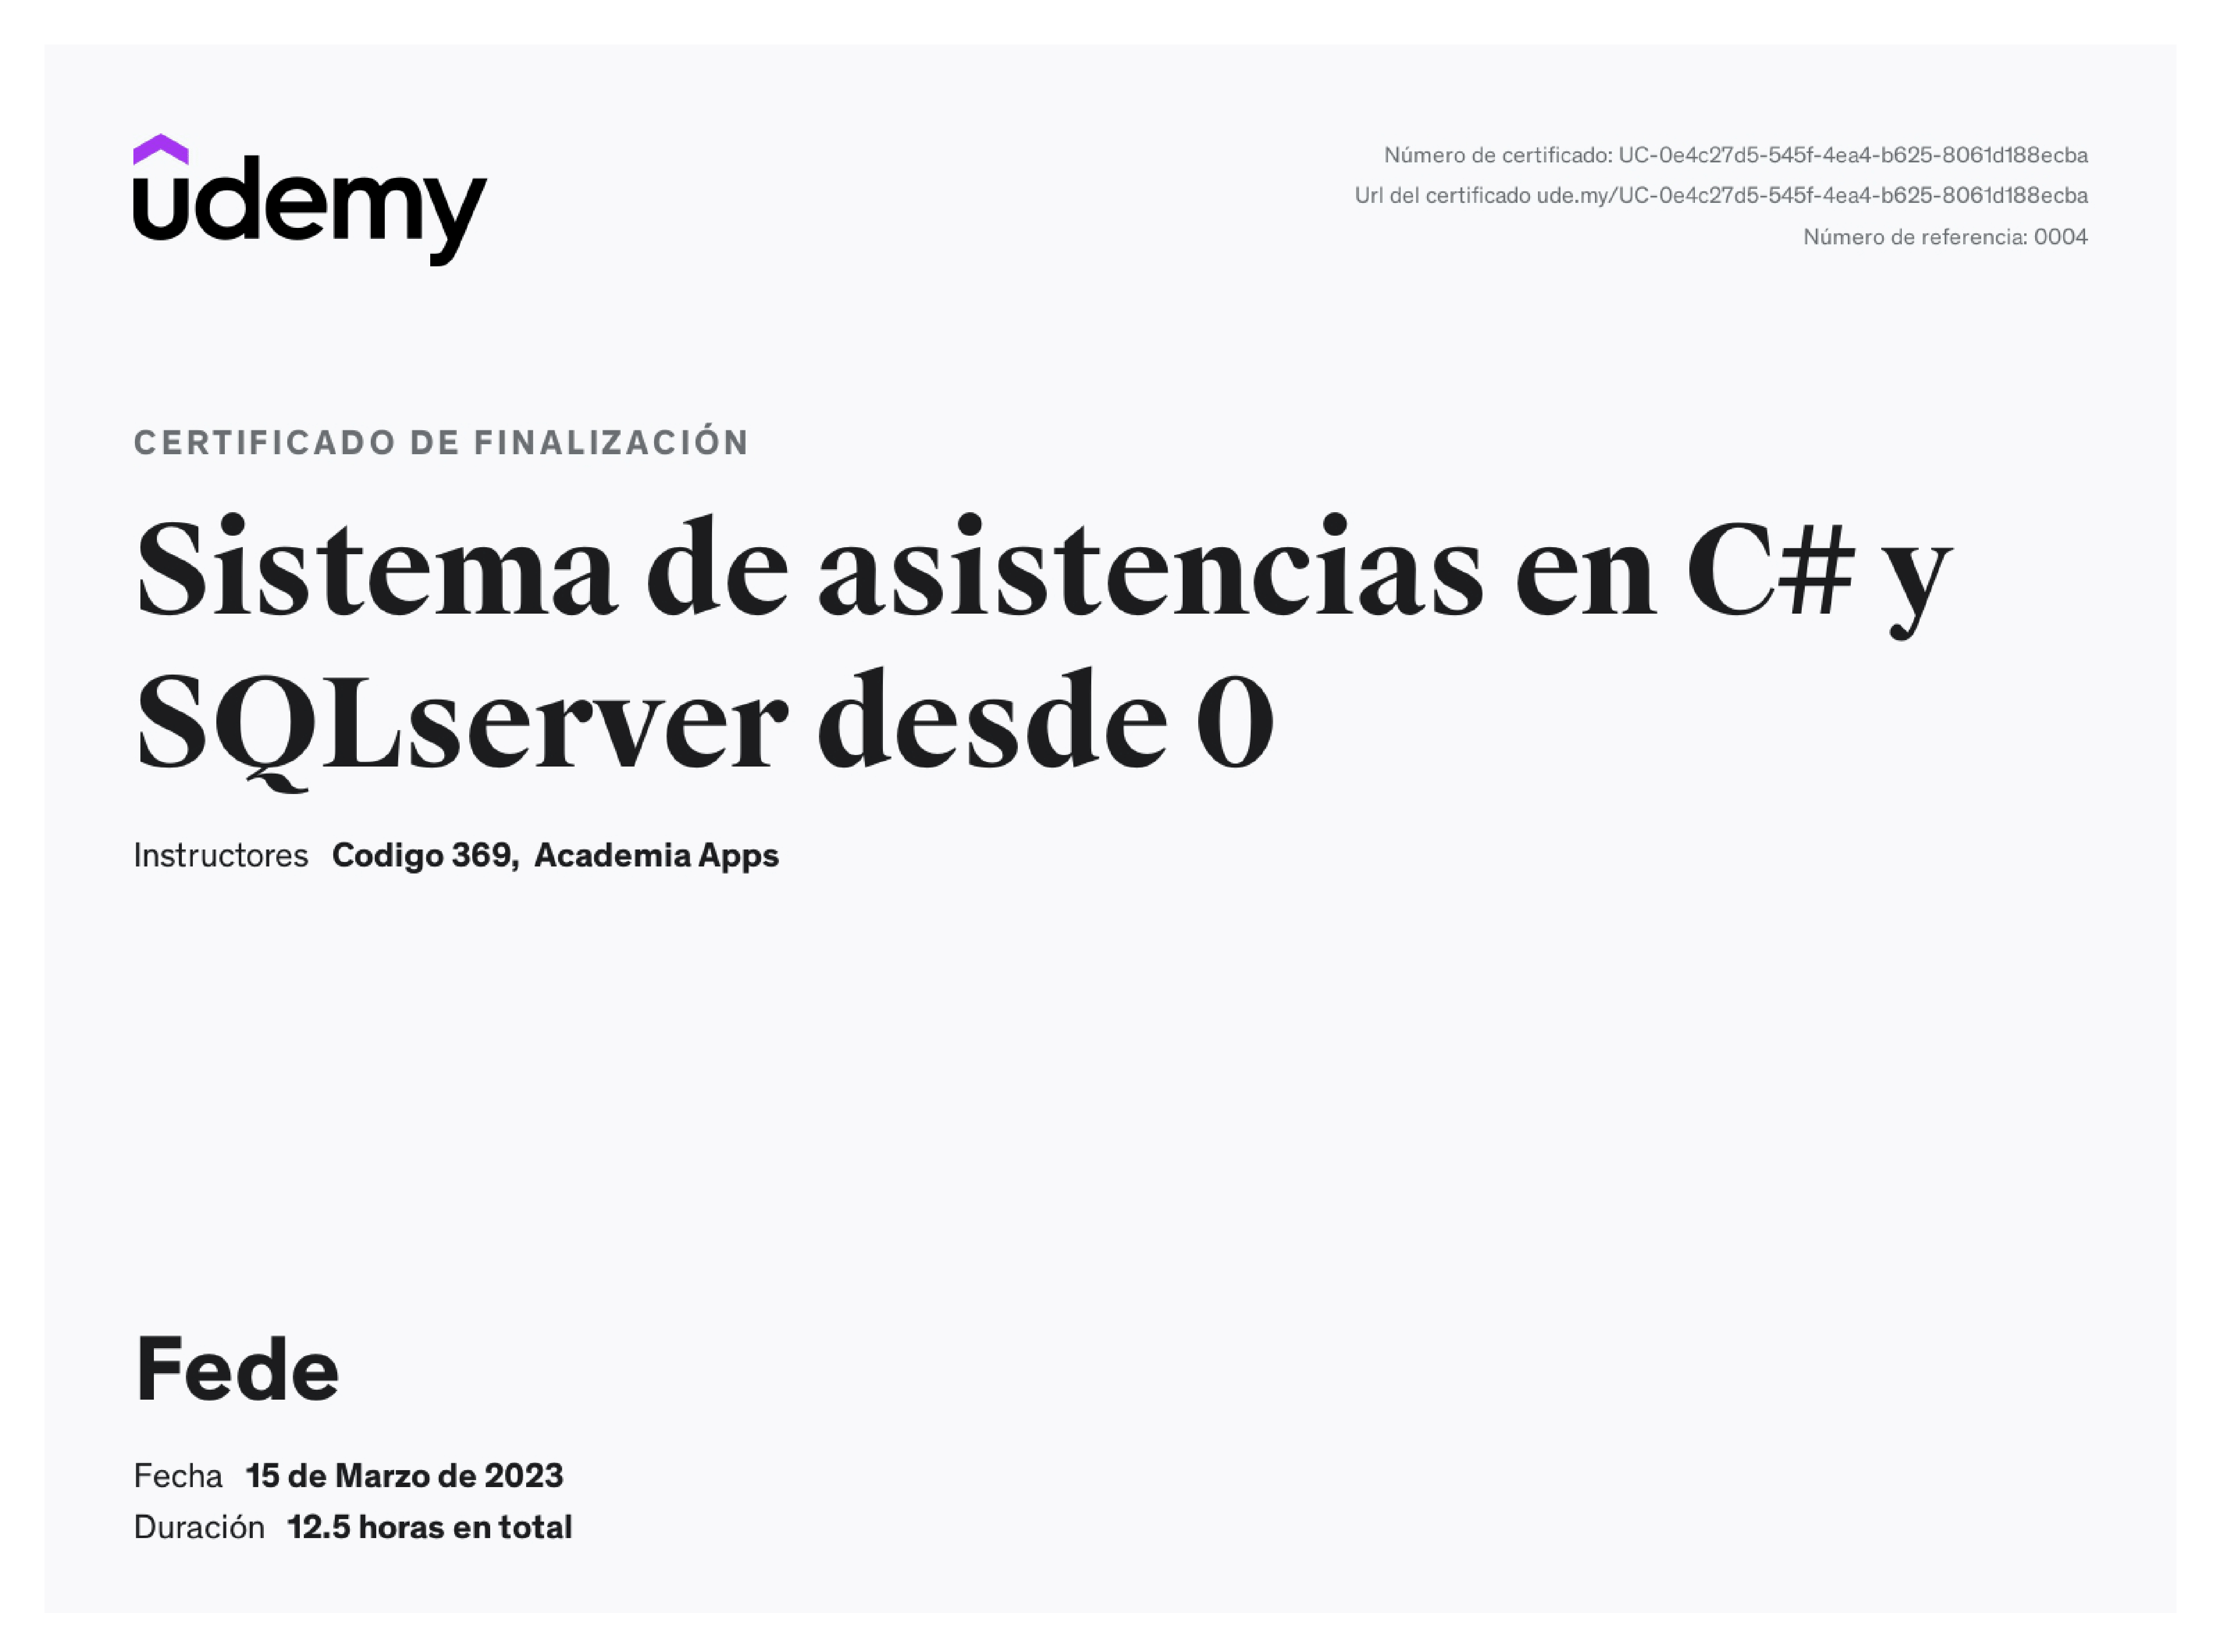 udemy
Número de certificado: UC-0e4c27d5-545f-4ea4-b625-8061d188ecba
Url del certificado ude.my/UC-0e4c27d5-545f-4ea4-b625-8061d188ecba
Número de referencia: 0004
CERTIFICADO DE FINALIZACIÓN
Sistema de asistencias en C# y
SQLserver desde 0
Instructores Codigo 369, Academia Apps
Fede
Fecha 15 de Marzo de 2023
Duración 12.5 horas en total